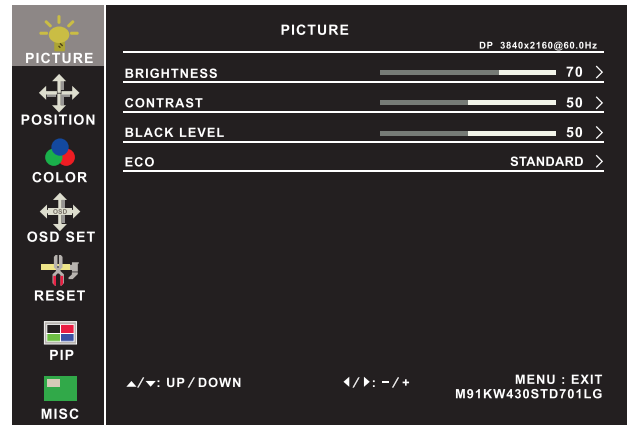 PICTURE
DP 3840x2160@60.0Hz
PICTURE
BRIGHTNESS 70
CONTRAST 50
POSITION
BLACK LEVEL 50
ECO STANDARD
COLOR
OSD
OSD SET
RESET
PIP
▲/▼: UP/DOWN ◀/▶: -/+ MENU : EXIT
M91KW430STD701LG
MISC